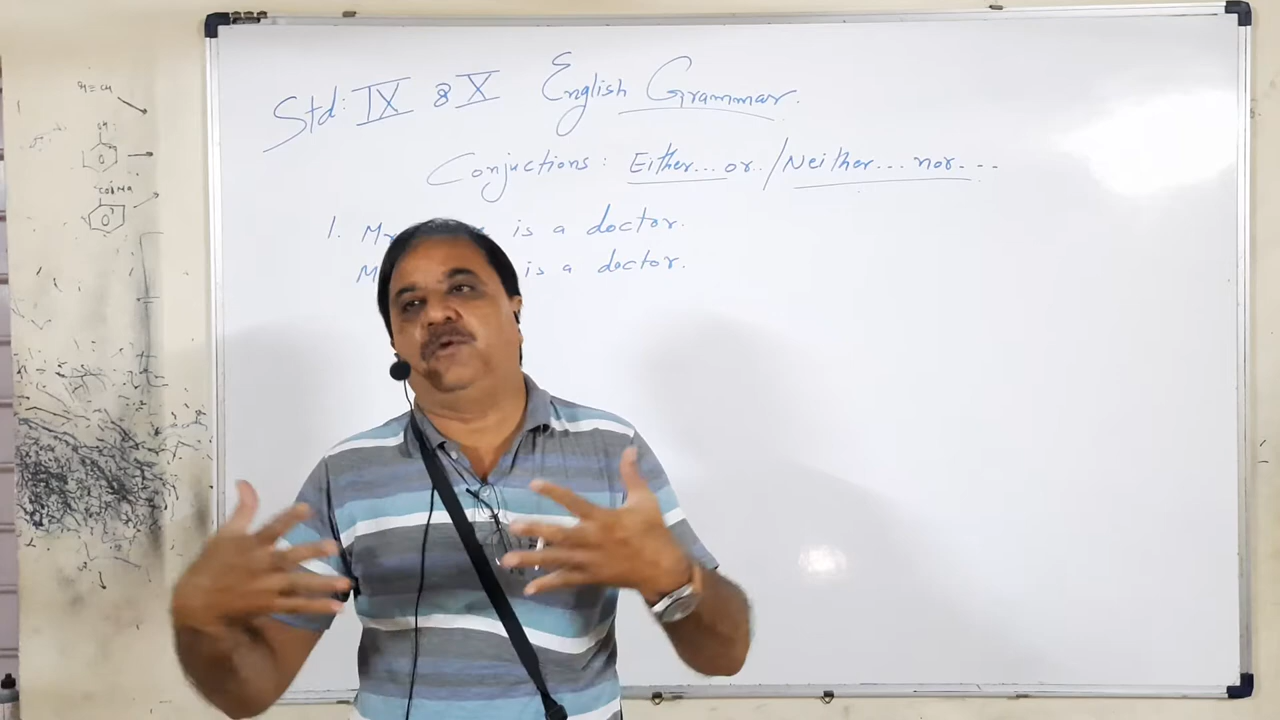 Std: IX & X English Grammar.
Conjuctions: Either... or.. / Neither... nor....
1. is a doctor.
is a doctor.